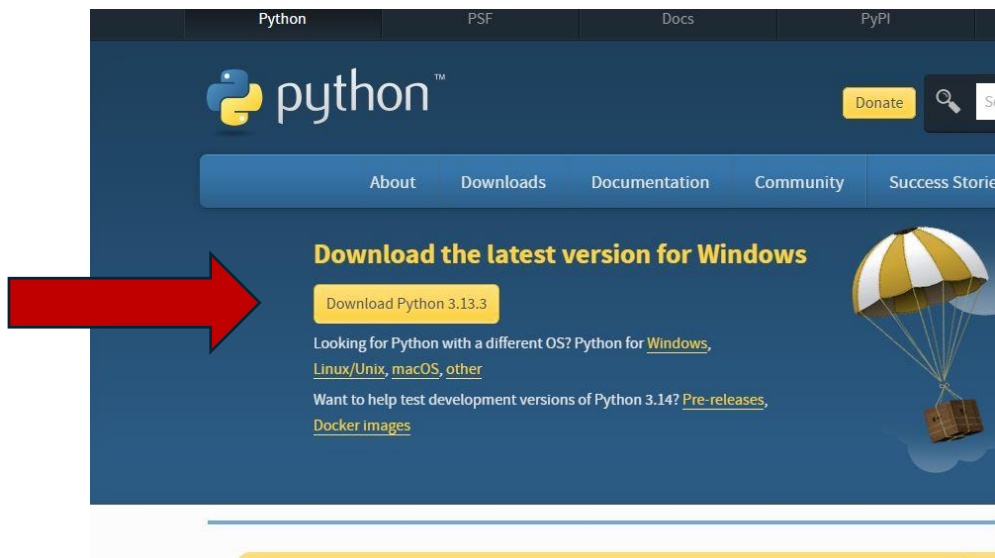 Python PSF Docs PyPI
python™
Donate
About Downloads Documentation Community Success Storie
Download the latest version for Windows
Download Python 3.13.3
Looking for Python with a different OS? Python for Windows,
Linux/Unix, macOS, other
Want to help test development versions of Python 3.14? Pre-releases,
Docker images